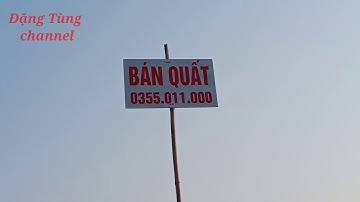 Đặng Tùng
channel
BÁN QUẤT
0355.011.000